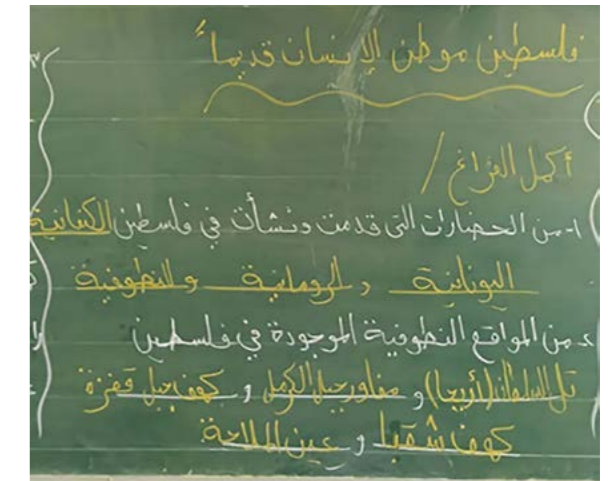 فلسطين موطن الإنسان قديماً
أكمل الفراغ /
١- من الحضارات التي قدمت ونشأت في فلسطين الكنعانية
اليونانية و الرومانية والنطوفية
٢- من المواقع النطوفية الموجودة في فلسطين
تل السلطان (أريحا) و مغاور جبل الكرمل و كهف جبل قفزة
كهف شقبا و عين الملاحة